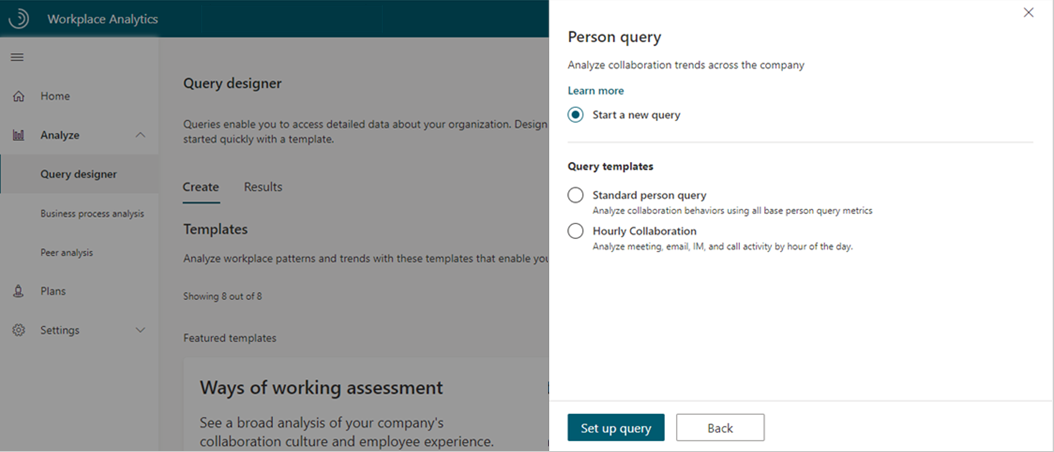 Workplace Analytics
Home
Analyze
Query designer
Business process analysis
Peer analysis
Plans
Settings
Query designer
Queries enable you to access detailed data about your organization. Design
started quickly with a template.
Create
Results
Templates
Analyze workplace patterns and trends with these templates that enable you
Showing 8 out of 8
Featured templates
Ways of working assessment
See a broad analysis of your company's
collaboration culture and employee experience.
Person query
Analyze collaboration trends across the company
Learn more
Start a new query
Query templates
Standard person query
Analyze collaboration behaviors using all base person query metrics
Hourly Collaboration
Analyze meeting, email, IM, and call activity by hour of the day.
Set up query
Back